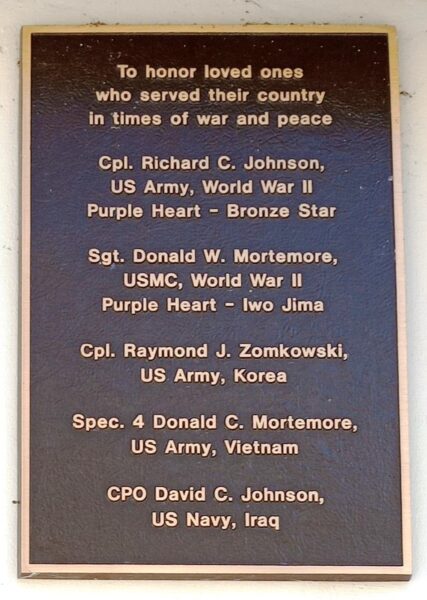 To honor loved ones
who served their country
in times of war and peace
Cpl. Richard C. Johnson,
US Army, World War II
Purple Heart - Bronze Star
Sgt. Donald W. Mortemore,
USMC, World War II
Purple Heart - Iwo Jima
Cpl. Raymond J. Zomkowski,
US Army, Korea
Spec. 4 Donald C. Mortemore,
US Army, Vietnam
CPO David C. Johnson,
US Navy, Iraq